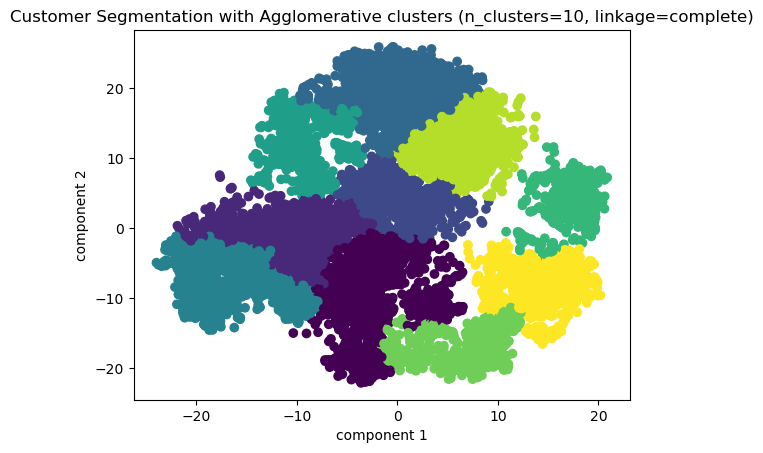 Customer Segmentation with Agglomerative clusters (n_clusters=10, linkage=complete)
20
10
0
−10
−20
component 2
−20 −10 0 10 20
component 1